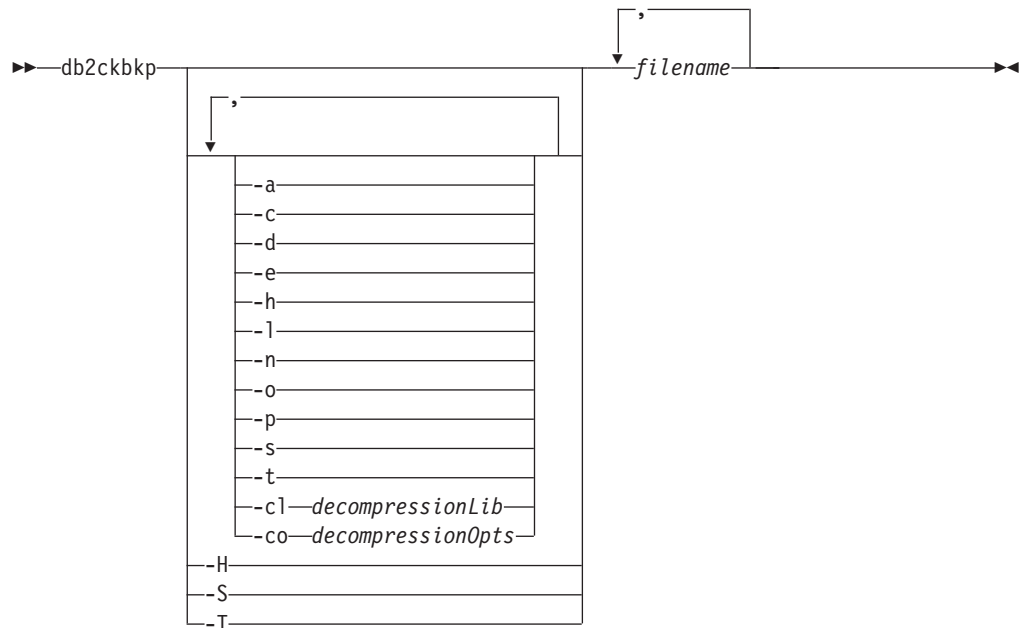 ,
db2ckbkp filename
,
-a
-c
-d
-e
-h
-l
-n
-o
-p
-s
-t
-cl decompressionLib
-co decompressionOpts
-H
-S
-T